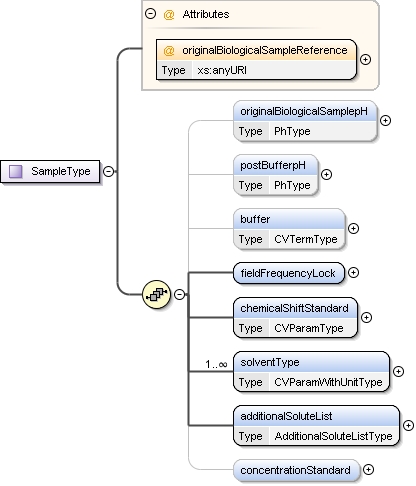 Attributes
originalBiologicalSampleReference
Type xs:anyURI
SampleType
originalBiologicalSamplepH
Type PhType
postBufferpH
Type PhType
buffer
Type CVTermType
fieldFrequencyLock
chemicalShiftStandard
Type CVParamType
1..∞
solventType
Type CVParamWithUnitType
additionalSoluteList
Type AdditionalSoluteListType
concentrationStandard